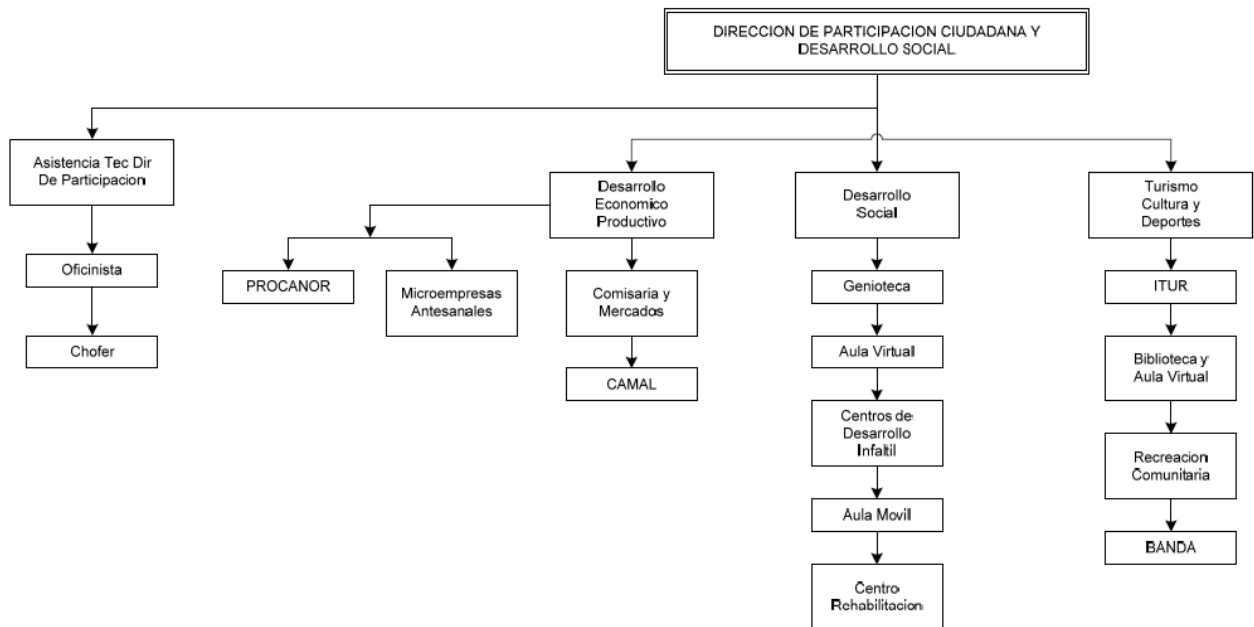 DIRECCION DE PARTICIPACION CIUDADANA Y
DESARROLLO SOCIAL
Asistencia Tec Dir
De Participacion
Oficinista
Chofer
Desarrollo
Economico
Productivo
PROCANOR
Microempresas
Antesanales
Comisaria y
Mercados
CAMAL
Desarrollo
Social
Genioteca
Aula Virtual
Centros de
Desarrollo
Infaltil
Aula Movil
Centro
Rehabilitacion
Turismo
Cultura y
Deportes
ITUR
Biblioteca y
Aula Virtual
Recreacion
Comunitaria
BANDA